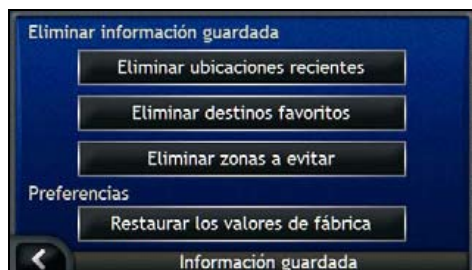 Eliminar información guardada
Eliminar ubicaciones recientes
Eliminar destinos favoritos
Eliminar zonas a evitar
Preferencias
Restaurar los valores de fábrica
Información guardada